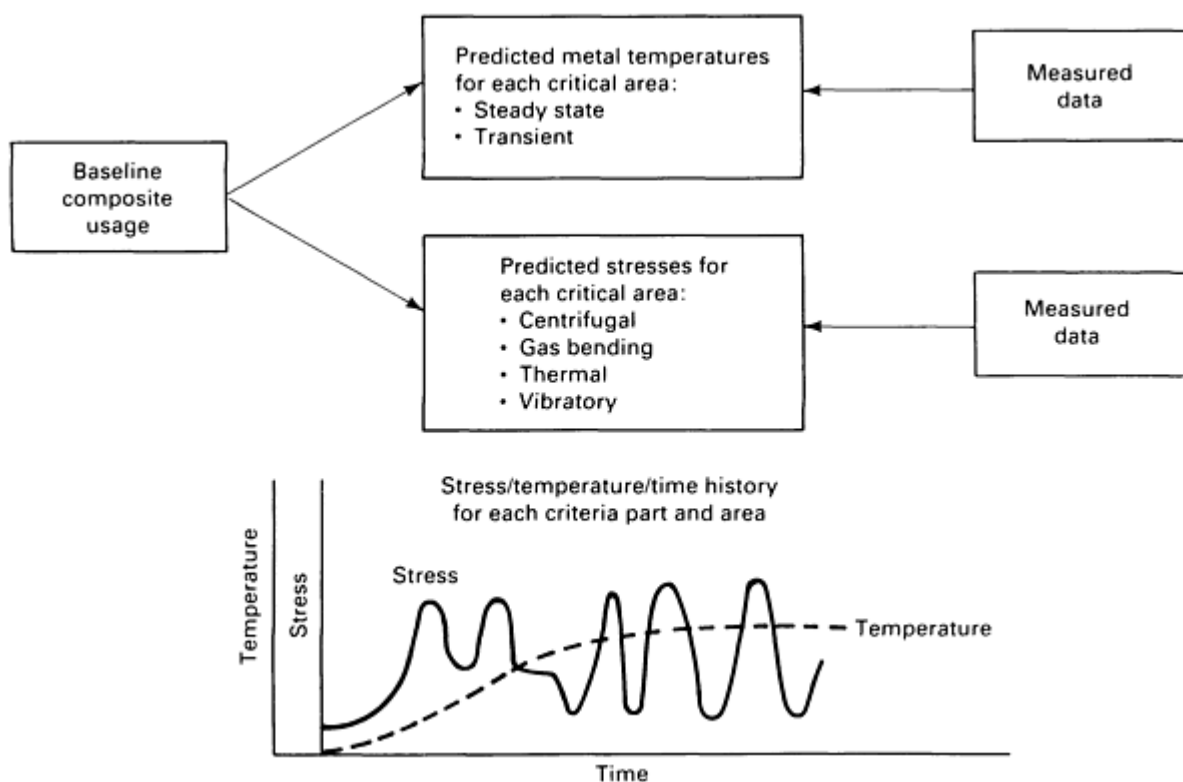 Baseline
composite
usage
Predicted metal temperatures
for each critical area:
• Steady state
• Transient
Measured
data
Predicted stresses for
each critical area:
• Centrifugal
• Gas bending
• Thermal
• Vibratory
Measured
data
Stress/temperature/time history
for each criteria part and area
Temperature
Stress
Stress
Temperature
Time